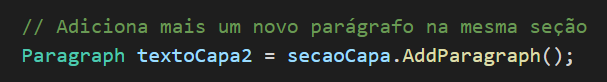 // Adiciona mais um novo parágrafo na mesma seção
Paragraph textoCapa2 = secaoCapa.AddParagraph();